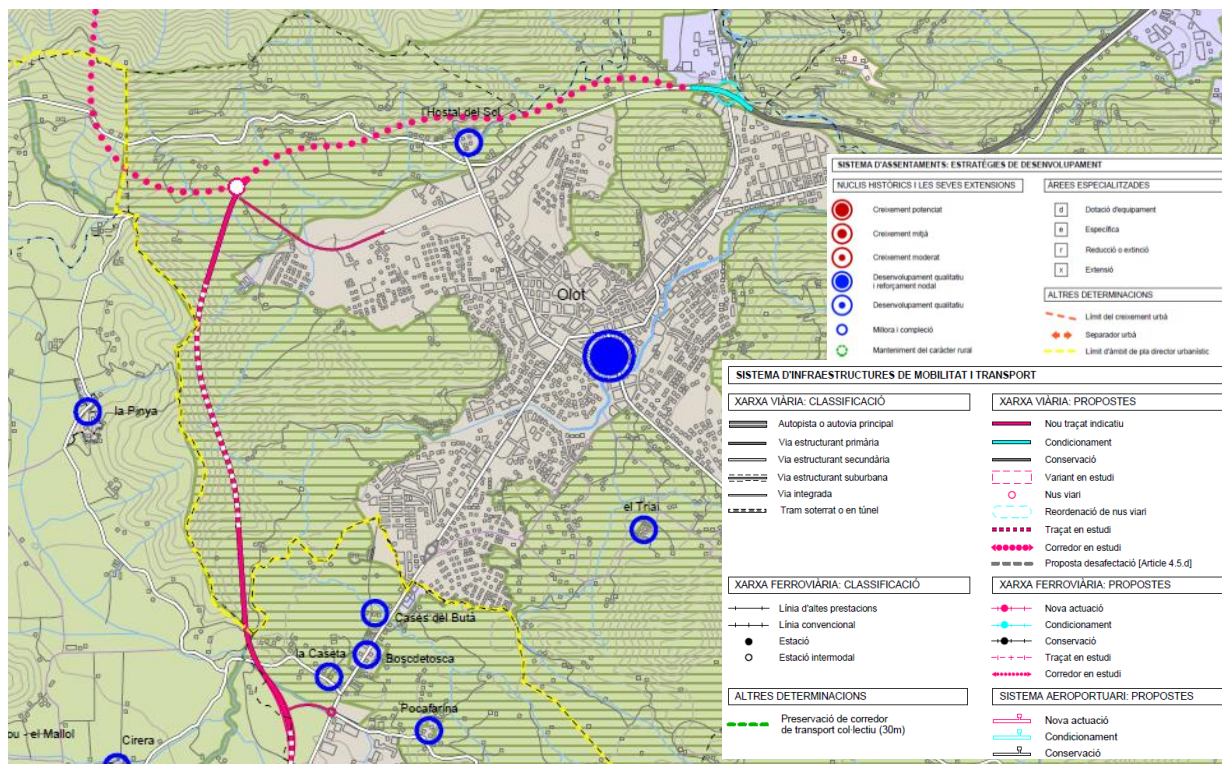 Hostal del Sol
Olot
la Pinya
el Trial
Cases del Buta
la Caseta
Boscdetosca
Pocafarina
ou - el Mallol
Cirera
SISTEMA D'ASSENTAMENTS: ESTRATÉGIES DE DESENVOLUPAMENT
NUCLIS HISTÒRICS I LES SEVES EXTENSIONS
Creixement potenciat
Creixement mitjà
Creixement moderat
Desenvolupament qualitatiu
i reforçament nodal
Desenvolupament qualitatiu
Millora i compleció
Manteniment del caràcter rural
ÀREES ESPECIALITZADES
d Dotació d'equipament
e Específica
r Reducció o extinció
x Extensió
ALTRES DETERMINACIONS
Límit del creixement urbà
Separador urbà
Límit d'àmbit de pla director urbanístic
SISTEMA D'INFRAESTRUCTURES DE MOBILITAT I TRANSPORT
XARXA VIÀRIA: CLASSIFICACIÓ
Autopista o autovia principal
Via estructurant primària
Via estructurant secundària
Via estructurant suburbana
Via integrada
Tram soterrat o en túnel
XARXA VIÀRIA: PROPOSTES
Nou traçat indicatiu
Condicionament
Conservació
Variant en estudi
Nus viari
Reordenació de nus viari
Traçat en estudi
Corredor en estudi
Proposta desafectació [Article 4.5.d]
XARXA FERROVIÀRIA: CLASSIFICACIÓ
Línia d'altes prestacions
Línia convencional
Estació
Estació intermodal
XARXA FERROVIÀRIA: PROPOSTES
Nova actuació
Condicionament
Conservació
Traçat en estudi
Corredor en estudi
ALTRES DETERMINACIONS
Preservació de corredor
de transport col·lectiu (30m)
SISTEMA AEROPORTUARI: PROPOSTES
Nova actuació
Condicionament
Conservació